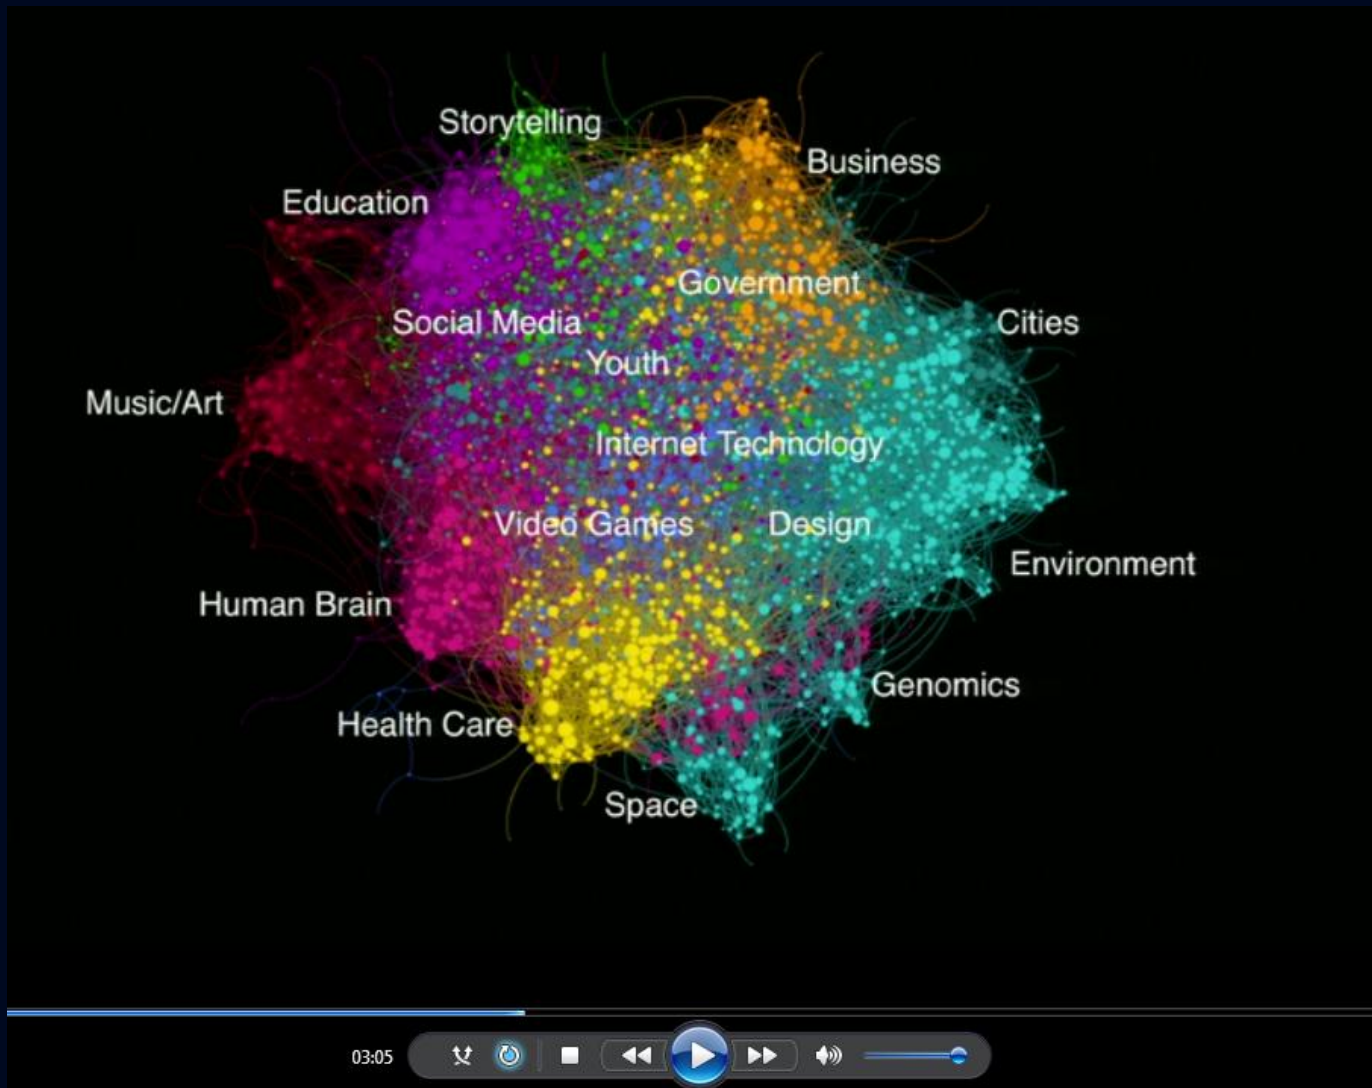 Storytelling
Business
Education
Government
Social Media
Cities
Youth
Music/Art
Internet Technology
Video Games
Design
Environment
Human Brain
Genomics
Health Care
Space
03:05